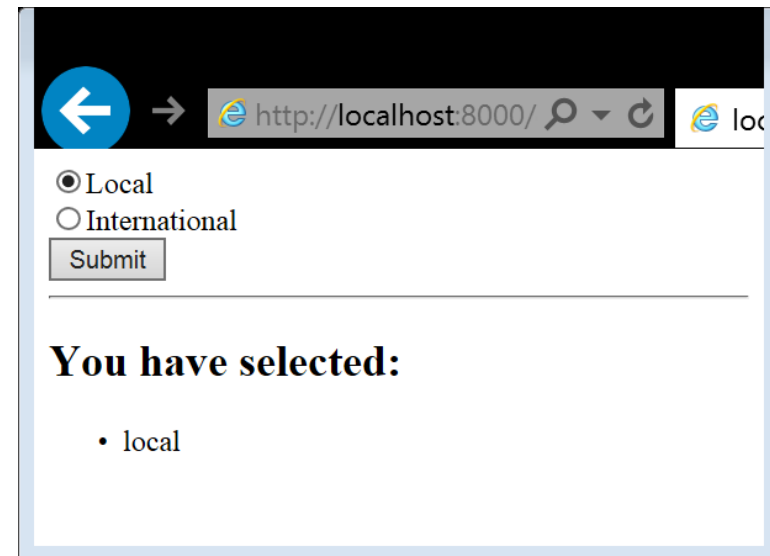 http://localhost:8000/
loc
Local
International
Submit
You have selected:
• local